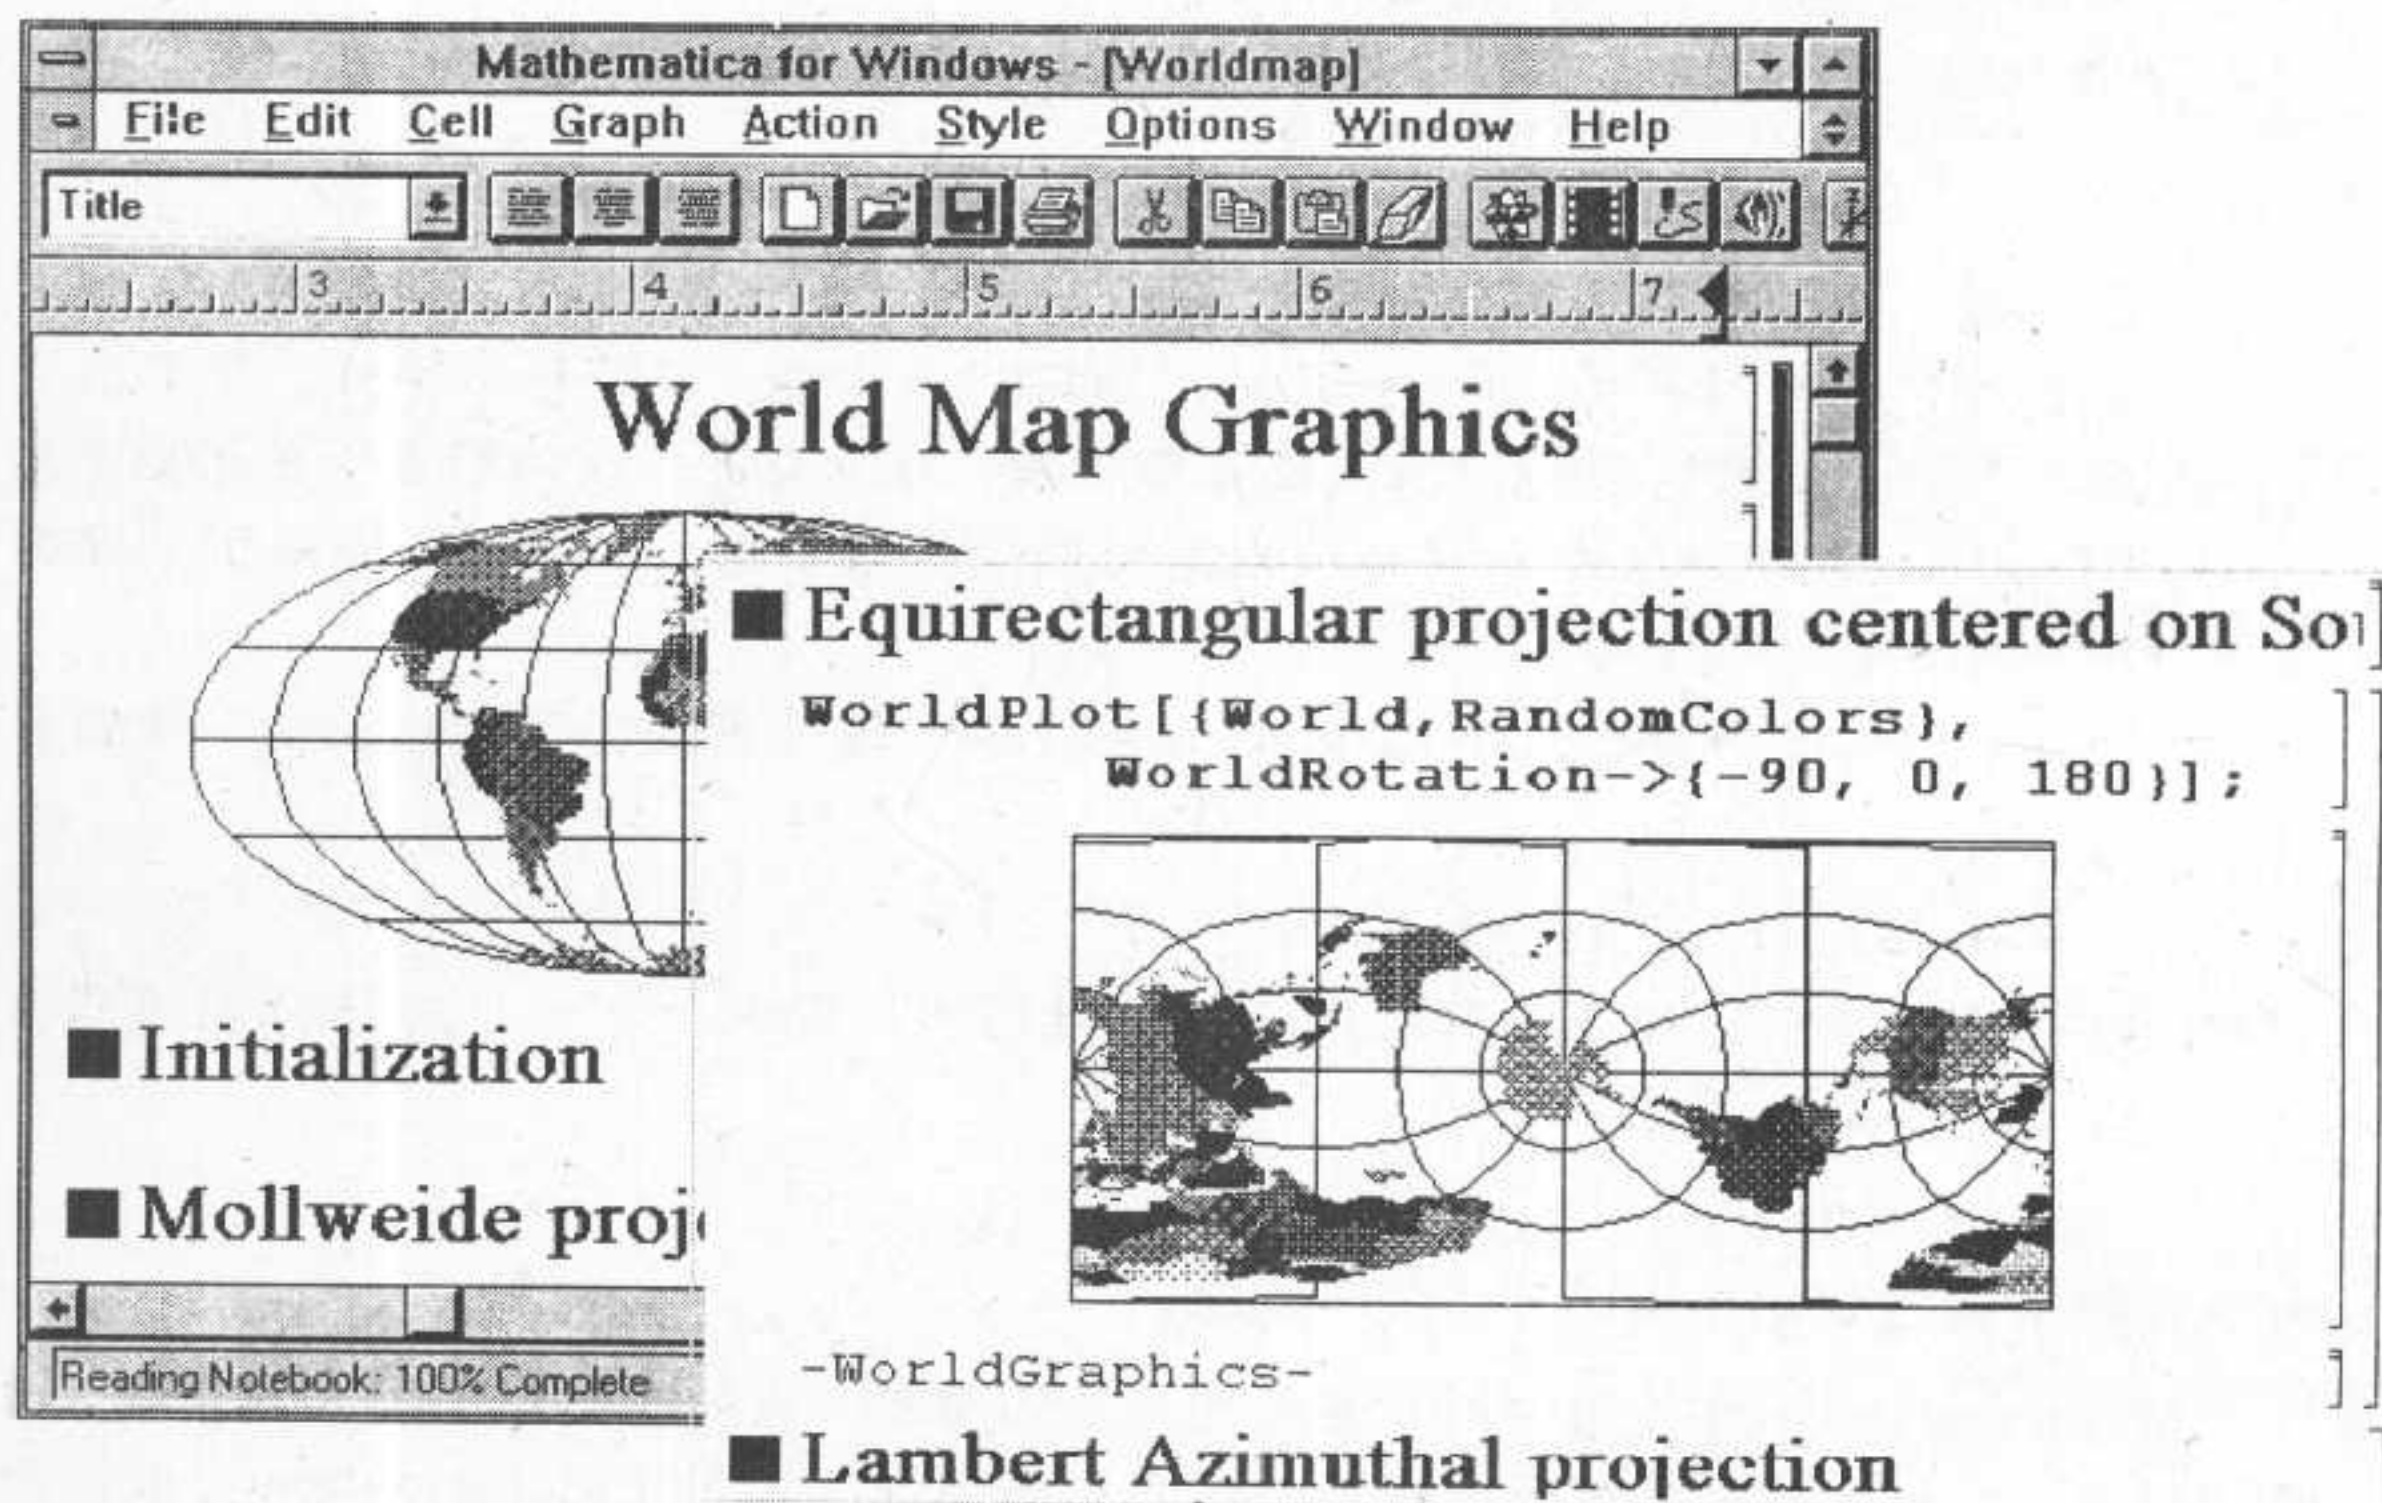 Mathematica for Windows - [Worldmap]
File Edit Cell Graph Action Style Options Window Help
Title
3 4 5 6 7
World Map Graphics
■ Equirectangular projection centered on So
WorldPlot[{World,RandomColors},
WorldRotation->{-90, 0, 180}];
■ Initialization
■ Mollweide proj
-WorldGraphics-
Reading Notebook: 100% Complete
■ Lambert Azimuthal projection